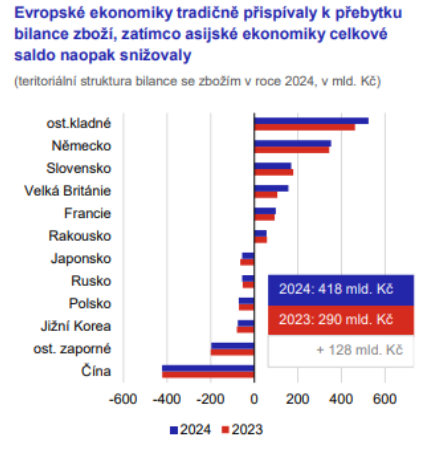 Evropské ekonomiky tradičně přispívaly k přebytku
bilance zboží, zatímco asijské ekonomiky celkové
saldo naopak snižovaly
(teritoriální struktura bilance se zbožím v roce 2024, v mld. Kč)
ost.kladné
Německo
Slovensko
Velká Británie
Francie
Rakousko
Japonsko
Rusko
Polsko
Jižní Korea
ost. zaporné
Čína
2024: 418 mld. Kč
2023: 290 mld. Kč
+ 128 mld. Kč
-600 -400 -200 0 200 400 600
2024 2023